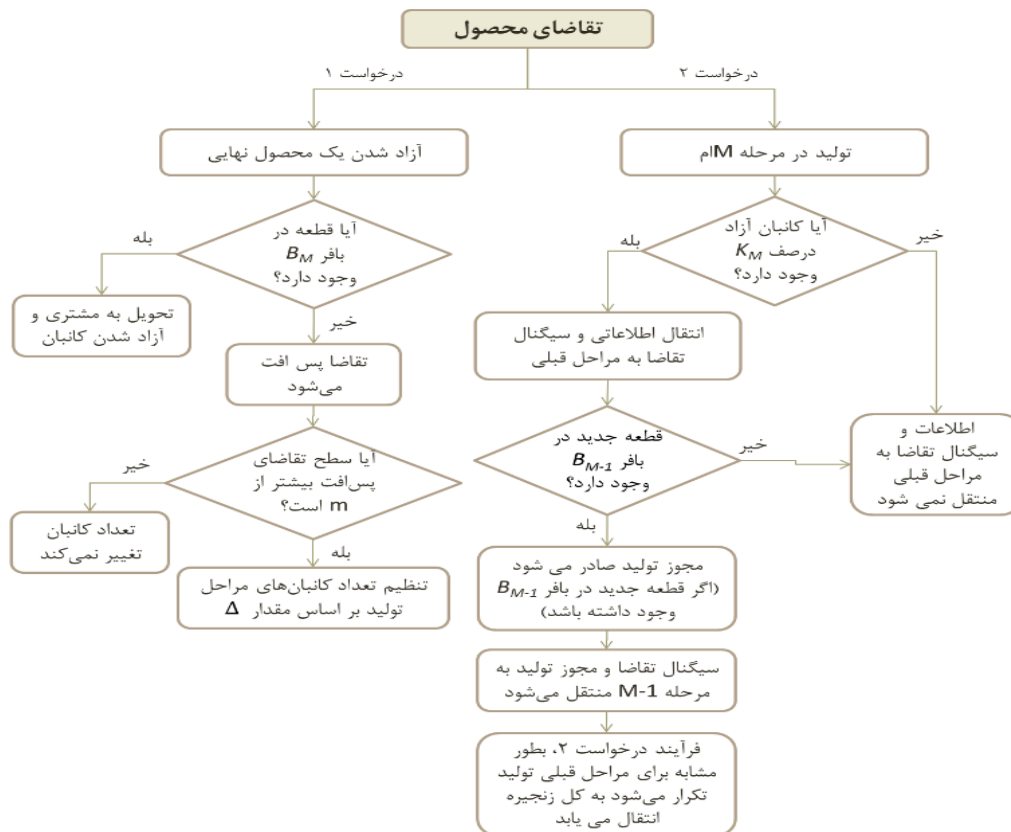 تقاضای محصول
درخواست ۱
درخواست ۲
آزاد شدن یک محصول نهایی
تولید در مرحله Mام
آیا قطعه در
بافر BM
وجود دارد؟
بله
خیر
تحویل به مشتری و
آزاد شدن کانبان
تقاضا پس افت
می‌شود
آیا سطح تقاضای
پس‌افت بیشتر از
m است؟
خیر
بله
تعداد کانبان
تغییر نمی‌کند
تنظیم تعداد کانبان‌های مراحل
تولید بر اساس مقدار Δ
آیا کانبان آزاد
درصف KM
وجود دارد؟
بله
خیر
انتقال اطلاعاتی و سیگنال
تقاضا به مراحل قبلی
قطعه جدید در
بافر BM-1
وجود دارد؟
خیر
بله
اطلاعات و
سیگنال تقاضا به
مراحل قبلی
منتقل نمی شود
مجوز تولید صادر می شود
(اگر قطعه جدید در بافر BM-1
وجود داشته باشد)
سیگنال تقاضا و مجوز تولید به
مرحله M-1 منتقل می‌شود
فرآیند درخواست ۲، بطور
مشابه برای مراحل قبلی تولید
تکرار می‌شود به کل زنجیره
انتقال می یابد